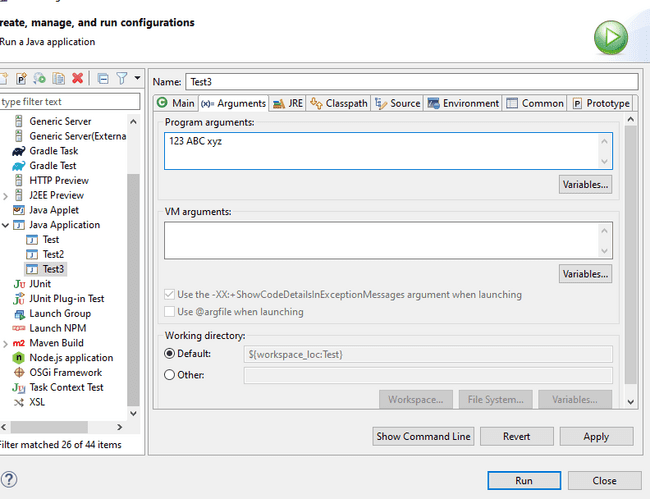 reate, manage, and run configurations
Run a Java application
type filter text
Generic Server
Generic Server(Externa
Gradle Task
Gradle Test
HTTP Preview
J2EE Preview
Java Applet
Java Application
Test
Test2
Test3
JUnit
JUnit Plug-in Test
Launch Group
Launch NPM
Maven Build
Node.js application
OSGi Framework
Task Context Test
XSL
Filter matched 26 of 44 items
Name: Test3
Main (x)= Arguments JRE Classpath Source Environment Common Prototype
Program arguments:
123 ABC xyz
Variables...
VM arguments:
Variables...
Use the -XX:+ShowCodeDetailsInExceptionMessages argument when launching
Use @argfile when launching
Working directory:
Default: ${workspace_loc:Test}
Other:
Workspace... File System... Variables...
Show Command Line Revert Apply
Run Close